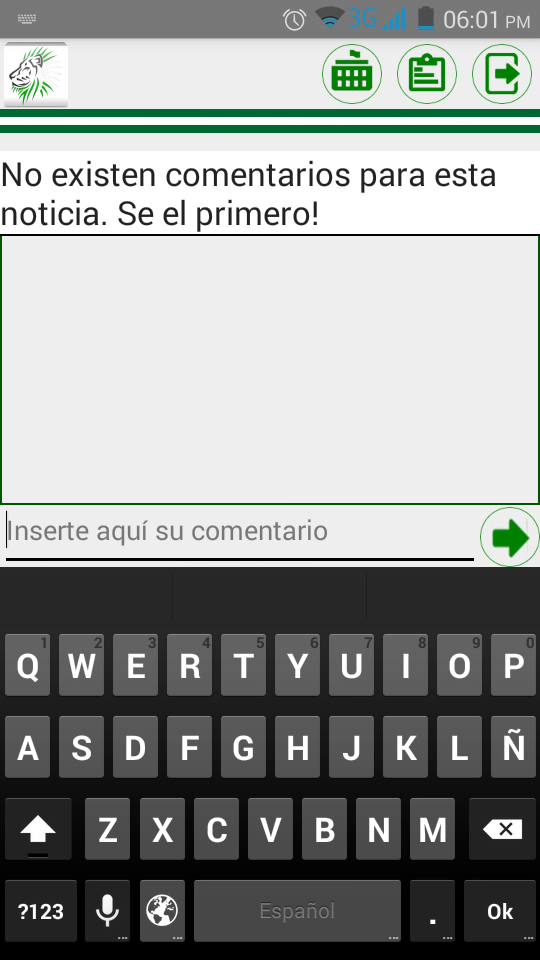 3G 06:01 PM
No existen comentarios para esta
noticia. Se el primero!
Inserte aquí su comentario
1 2 3 4 5 6 7 8 9 0
Q W E R T Y U I O P
A S D F G H J K L Ñ
Z X C V B N M
?123 ... ... Español ... . ... Ok ...